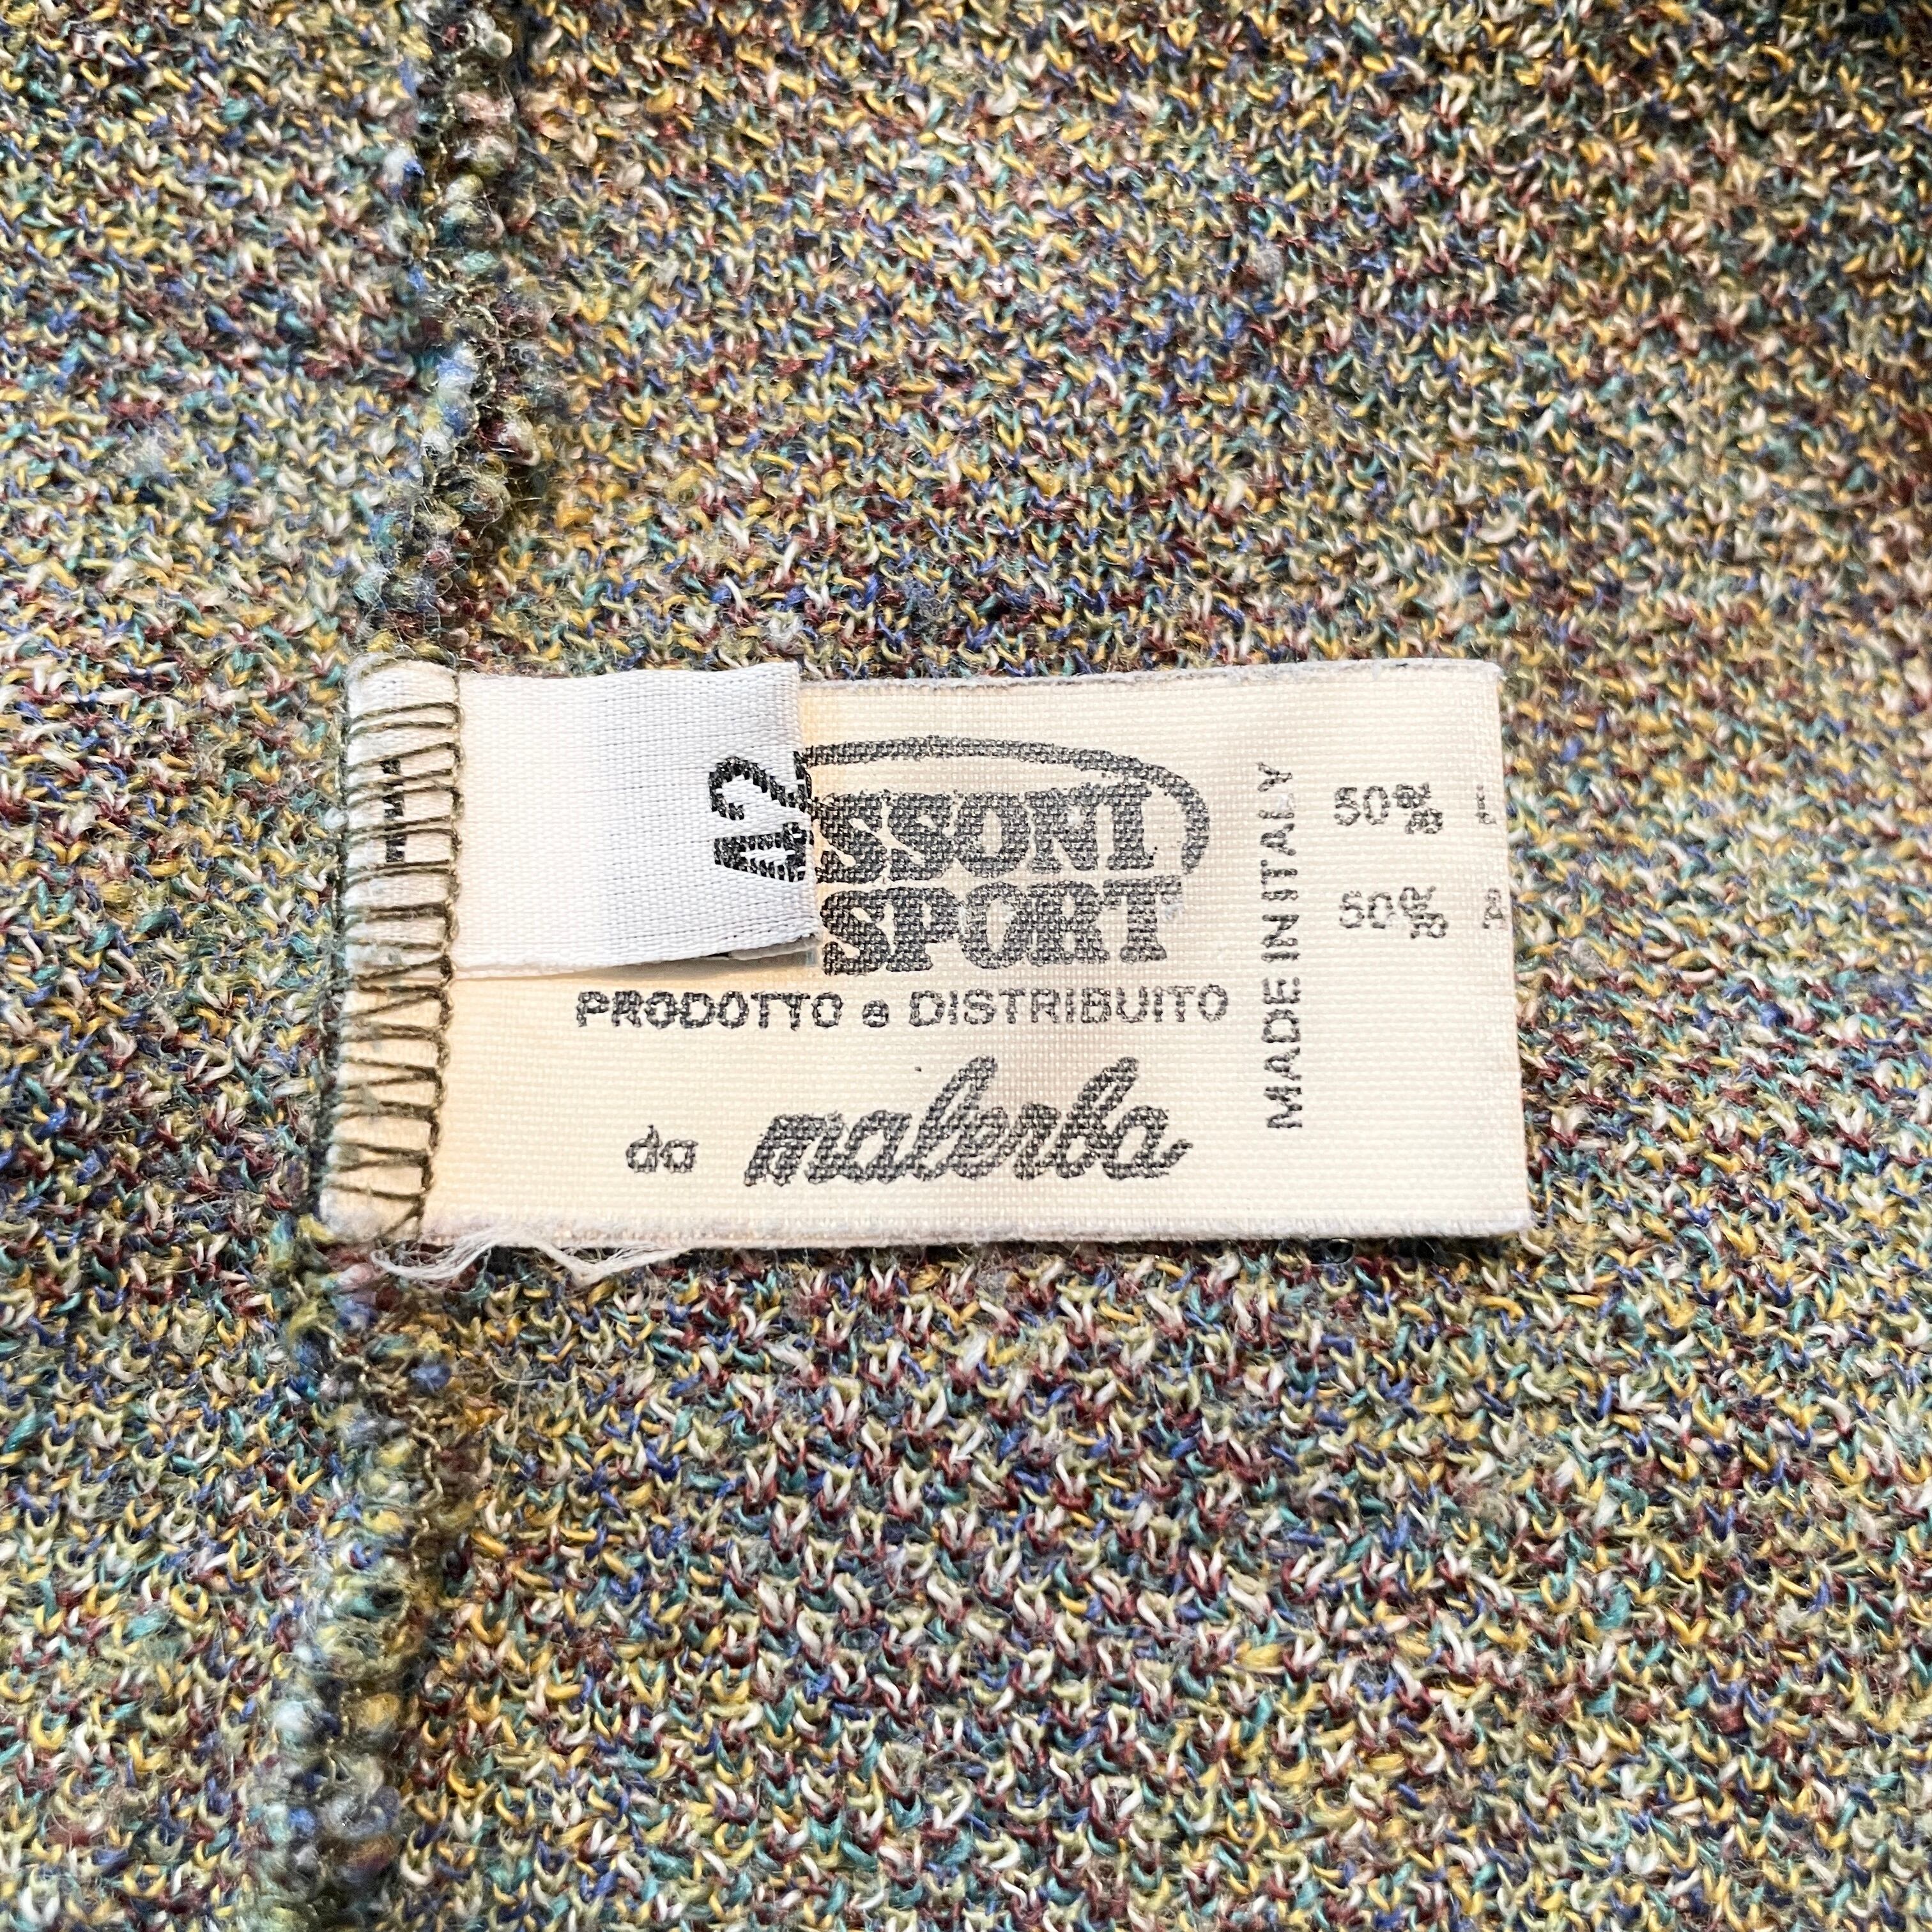 42
SSONI
SPORT
PRODOTTO e DISTRIBUITO
da malerba
MADE IN ITALY
50%
50% A